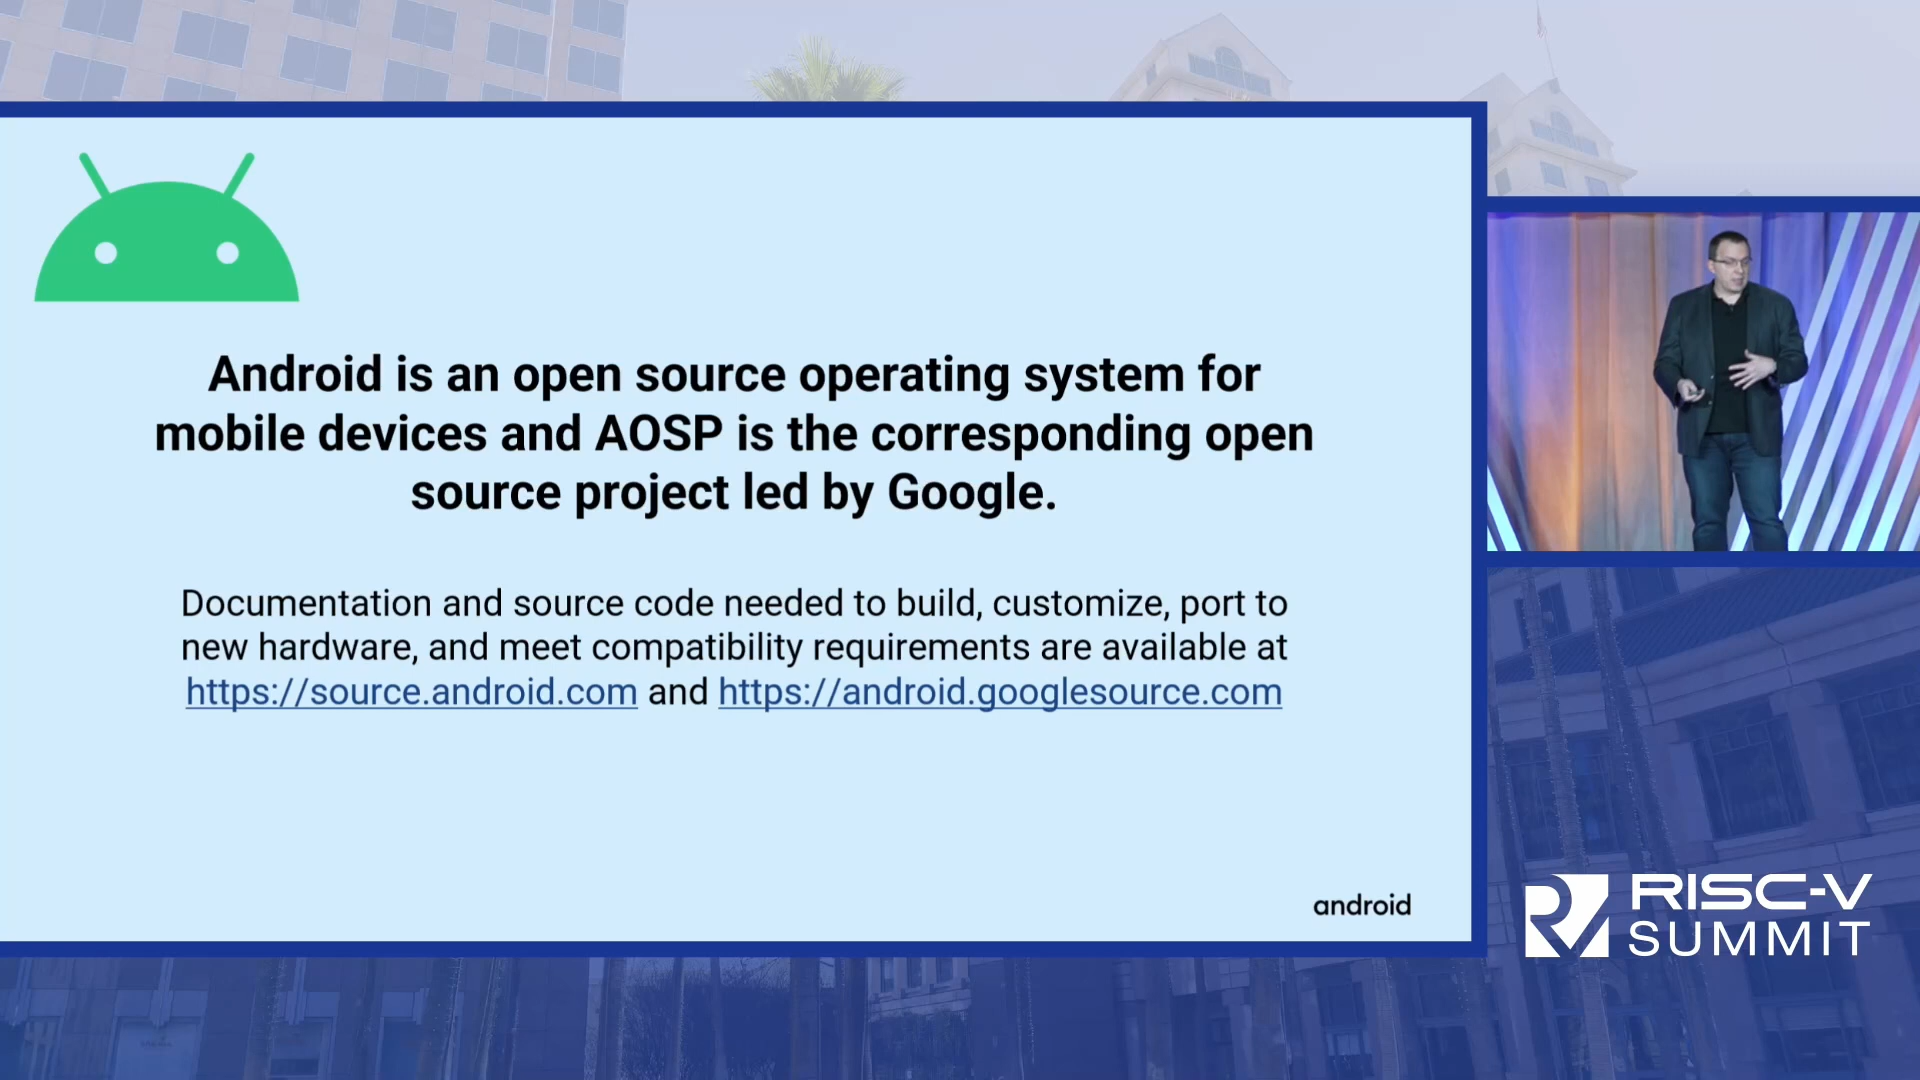 Android is an open source operating system for
mobile devices and AOSP is the corresponding open
source project led by Google.
Documentation and source code needed to build, customize, port to
new hardware, and meet compatibility requirements are available at
https://source.android.com and https://android.googlesource.com
android
RISC-V
SUMMIT